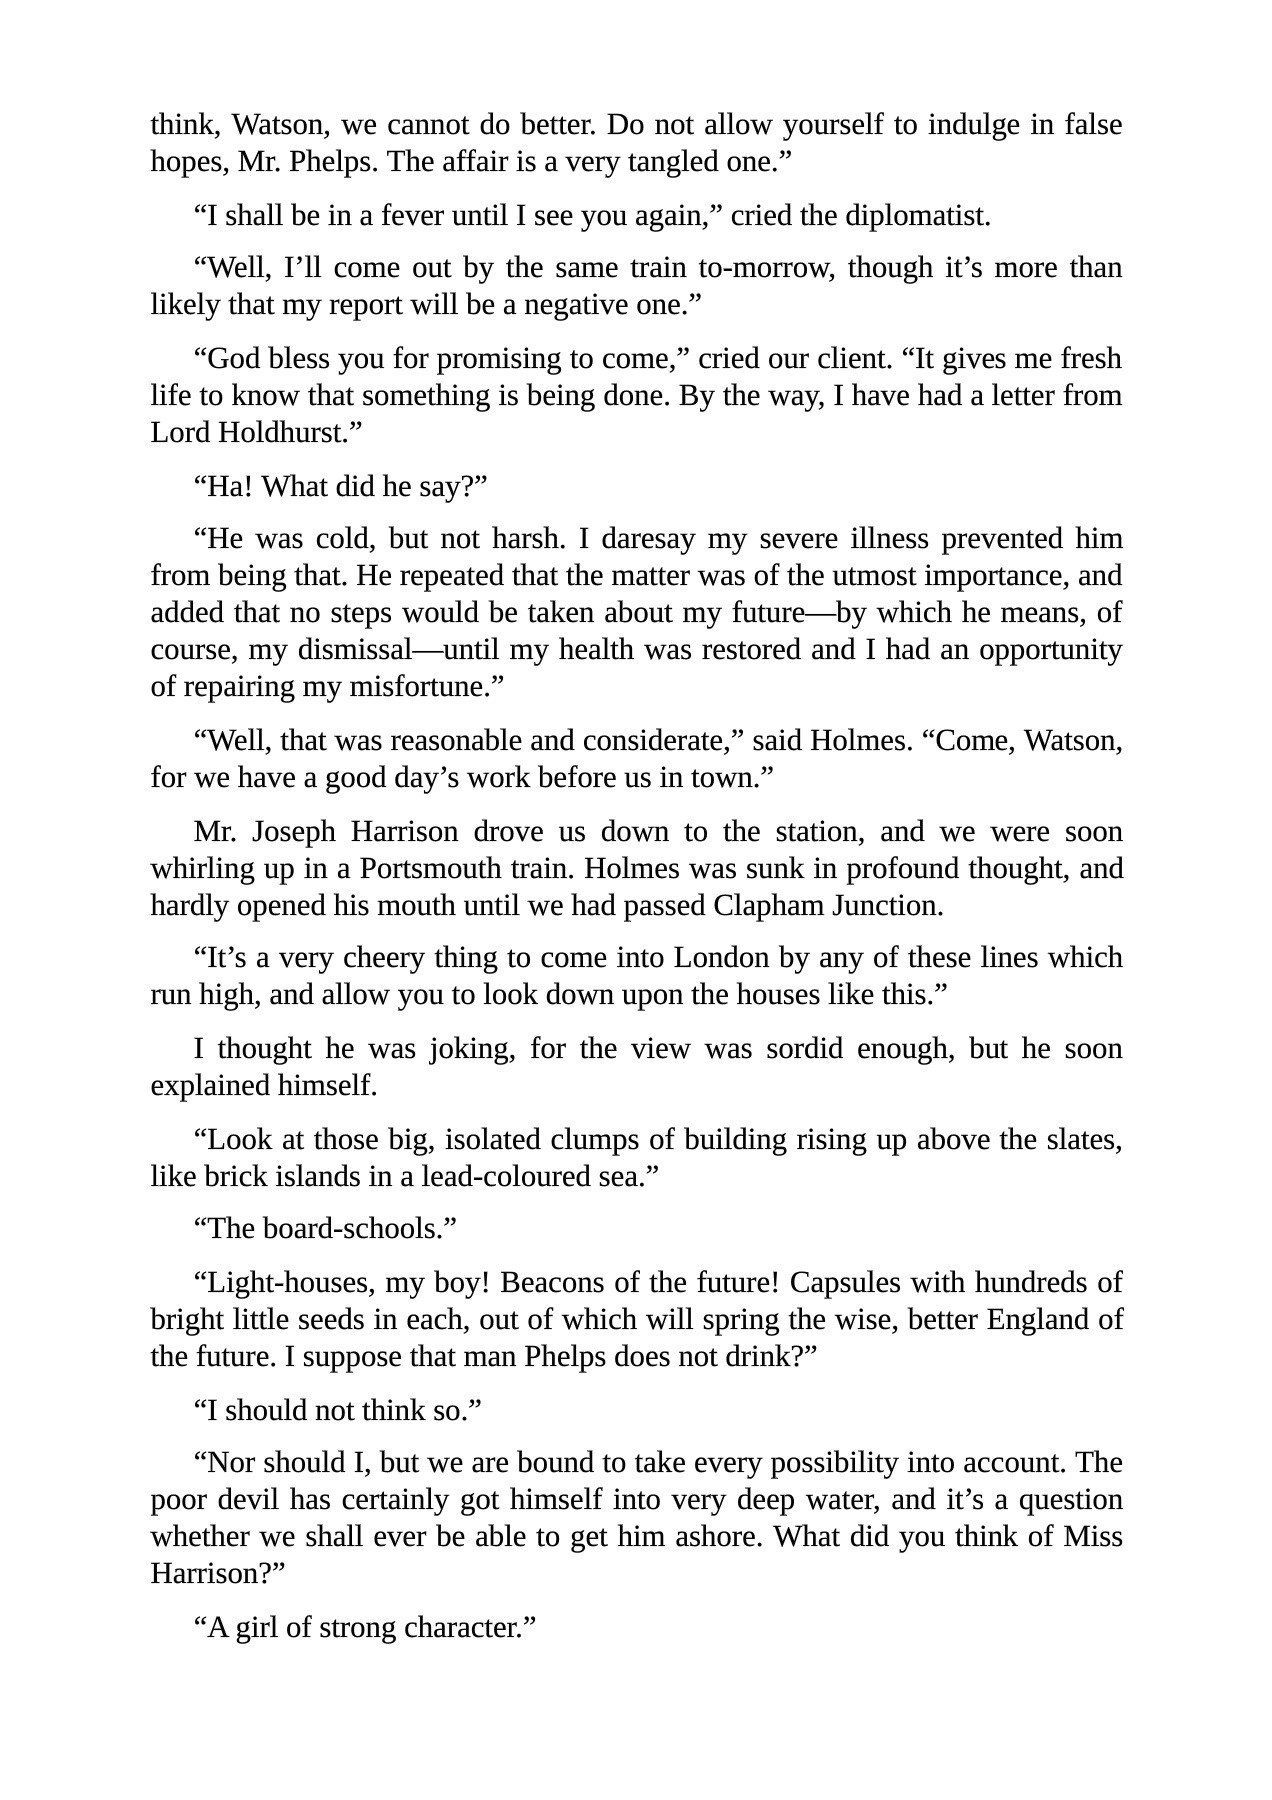 think, Watson, we cannot do better. Do not allow yourself to indulge in false
hopes, Mr. Phelps. The affair is a very tangled one.”
“I shall be in a fever until I see you again,” cried the diplomatist.
“Well, I’ll come out by the same train to-morrow, though it’s more than
likely that my report will be a negative one.”
“God bless you for promising to come,” cried our client. “It gives me fresh
life to know that something is being done. By the way, I have had a letter from
Lord Holdhurst.”
“Ha! What did he say?”
“He was cold, but not harsh. I daresay my severe illness prevented him
from being that. He repeated that the matter was of the utmost importance, and
added that no steps would be taken about my future—by which he means, of
course, my dismissal—until my health was restored and I had an opportunity
of repairing my misfortune.”
“Well, that was reasonable and considerate,” said Holmes. “Come, Watson,
for we have a good day’s work before us in town.”
Mr. Joseph Harrison drove us down to the station, and we were soon
whirling up in a Portsmouth train. Holmes was sunk in profound thought, and
hardly opened his mouth until we had passed Clapham Junction.
“It’s a very cheery thing to come into London by any of these lines which
run high, and allow you to look down upon the houses like this.”
I thought he was joking, for the view was sordid enough, but he soon
explained himself.
“Look at those big, isolated clumps of building rising up above the slates,
like brick islands in a lead-coloured sea.”
“The board-schools.”
“Light-houses, my boy! Beacons of the future! Capsules with hundreds of
bright little seeds in each, out of which will spring the wise, better England of
the future. I suppose that man Phelps does not drink?”
“I should not think so.”
“Nor should I, but we are bound to take every possibility into account. The
poor devil has certainly got himself into very deep water, and it’s a question
whether we shall ever be able to get him ashore. What did you think of Miss
Harrison?”
“A girl of strong character.”